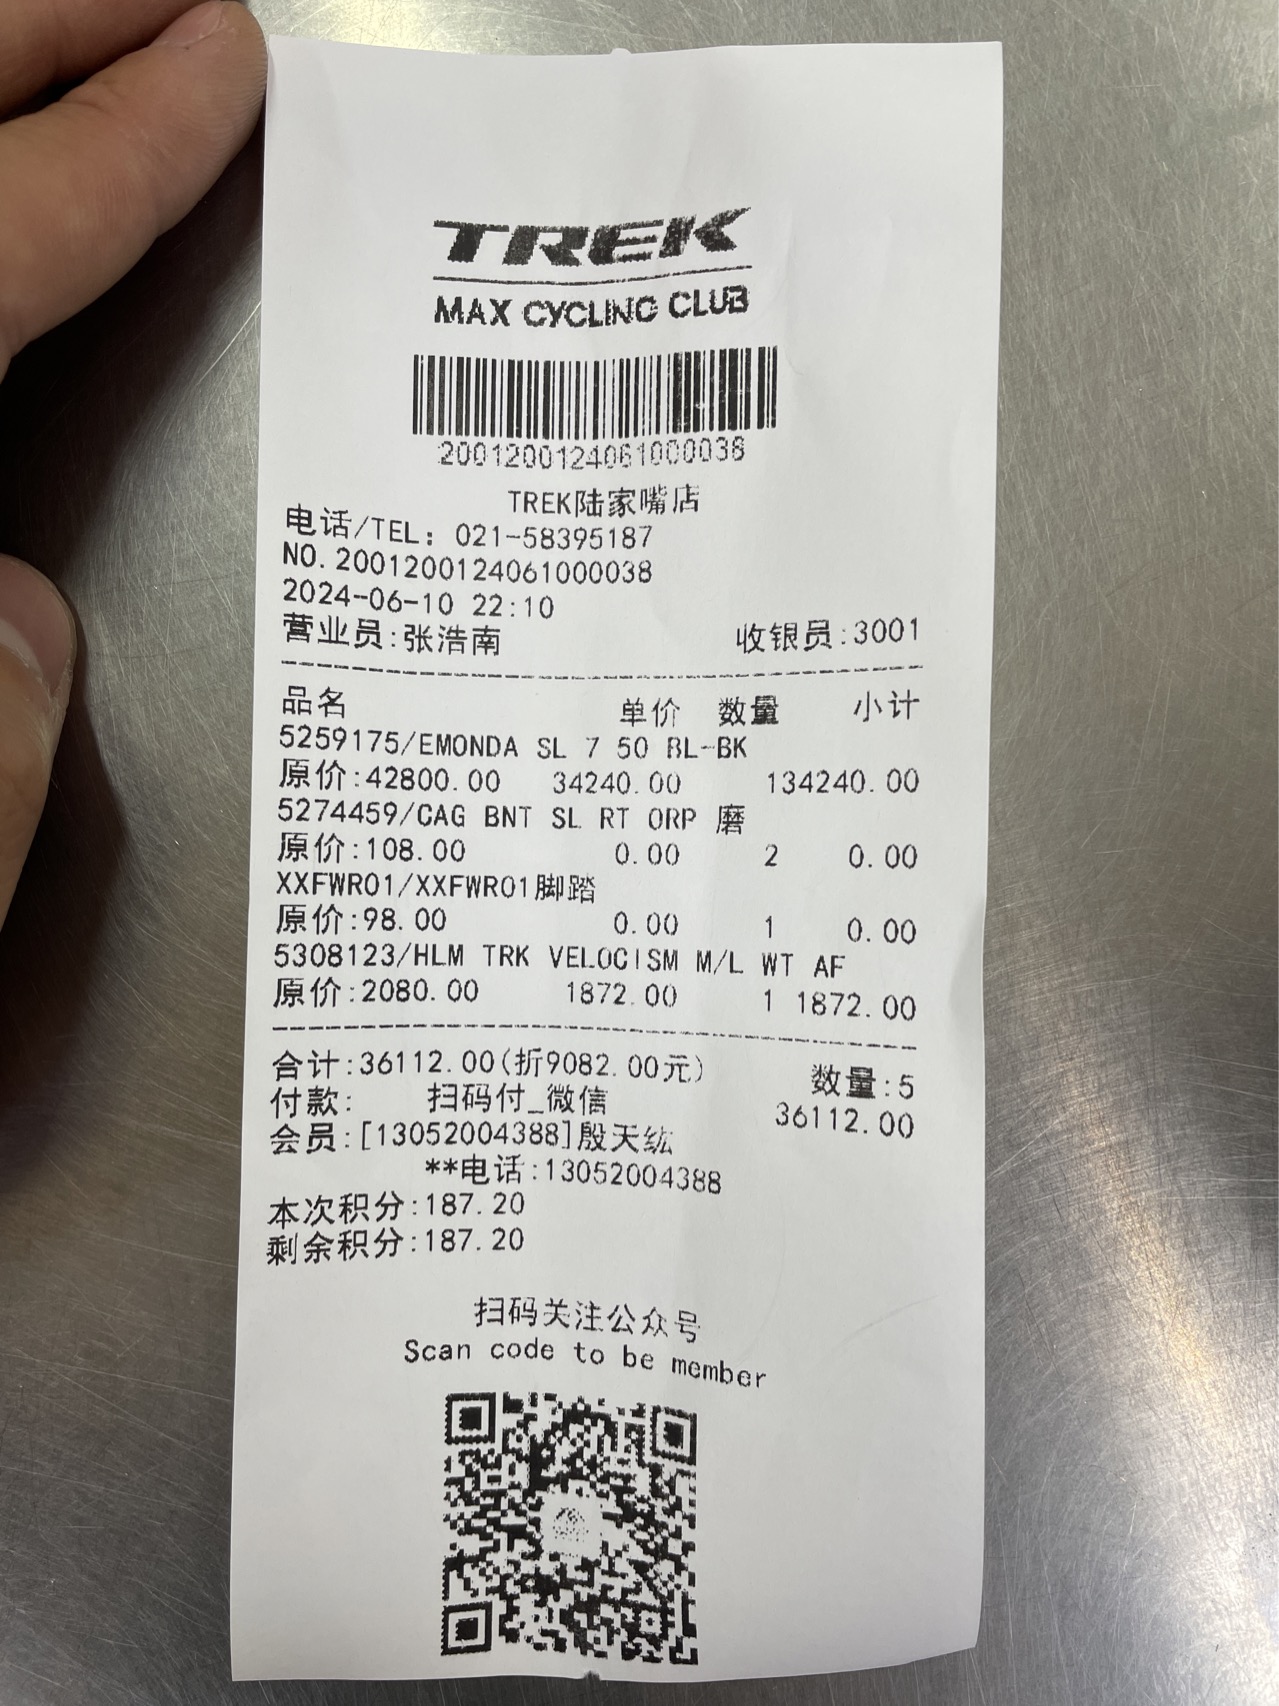 TREK
MAX CYCLING CLUB
2001200124061000038
TREK陆家嘴店
电话/TEL: 021-58395187
NO.2001200124061000038
2024-06-10 22:10
营业员:张浩南 收银员:3001
品名 单价 数量 小计
5259175/EMONDA SL 7 50 BL-BK
原价:42800.00 34240.00 134240.00
5274459/CAG BNT SL RT ORP 磨
原价:108.00 0.00 2 0.00
XXFWR01/XXFWR01脚踏
原价:98.00 0.00 1 0.00
5308123/HLM TRK VELOCISM M/L WT AF
原价:2080.00 1872.00 1 1872.00
合计:36112.00(折9082.00元) 数量:5
付款: 扫码付_微信 36112.00
会员:[13052004388]殷天纮
**电话:13052004388
本次积分:187.20
剩余积分:187.20
扫码关注公众号
Scan code to be member